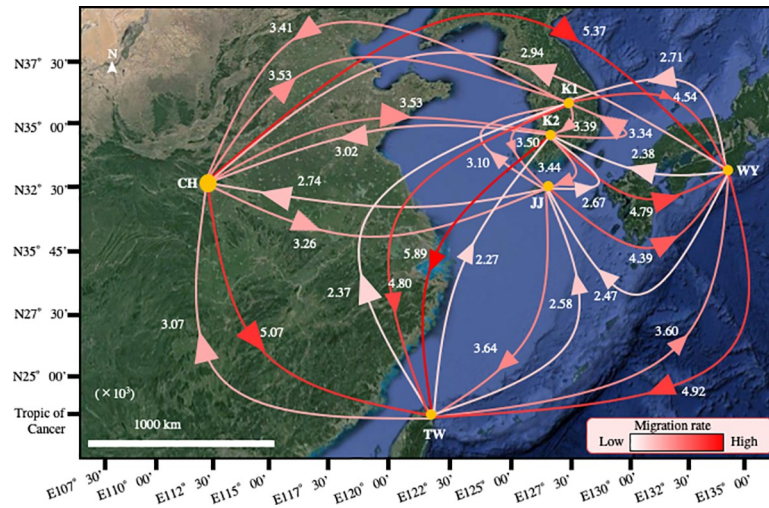 3.41
5.37
N
N37° 30′
2.94
2.71
3.53
K1
4.54
3.53
K2
3.39
3.34
N35° 00′
3.50
3.02
3.10
2.38
3.44
CH
WY
2.74
2.67
N32° 30′
JJ
4.79
3.26
4.39
N35° 45′
5.89
2.27
4.80
2.37
2.58
2.47
N27° 30′
3.07
5.07
3.60
3.64
N25° 00′
(×10³)
4.92
Tropic of
Cancer
1000 km
TW
Migration rate
Low High
E107° 30′ E110° 00′ E112° 30′ E115° 00′ E117° 30′ E120° 00′ E122° 30′ E125° 00′ E127° 30′ E130° 00′ E132° 30′ E135° 00′